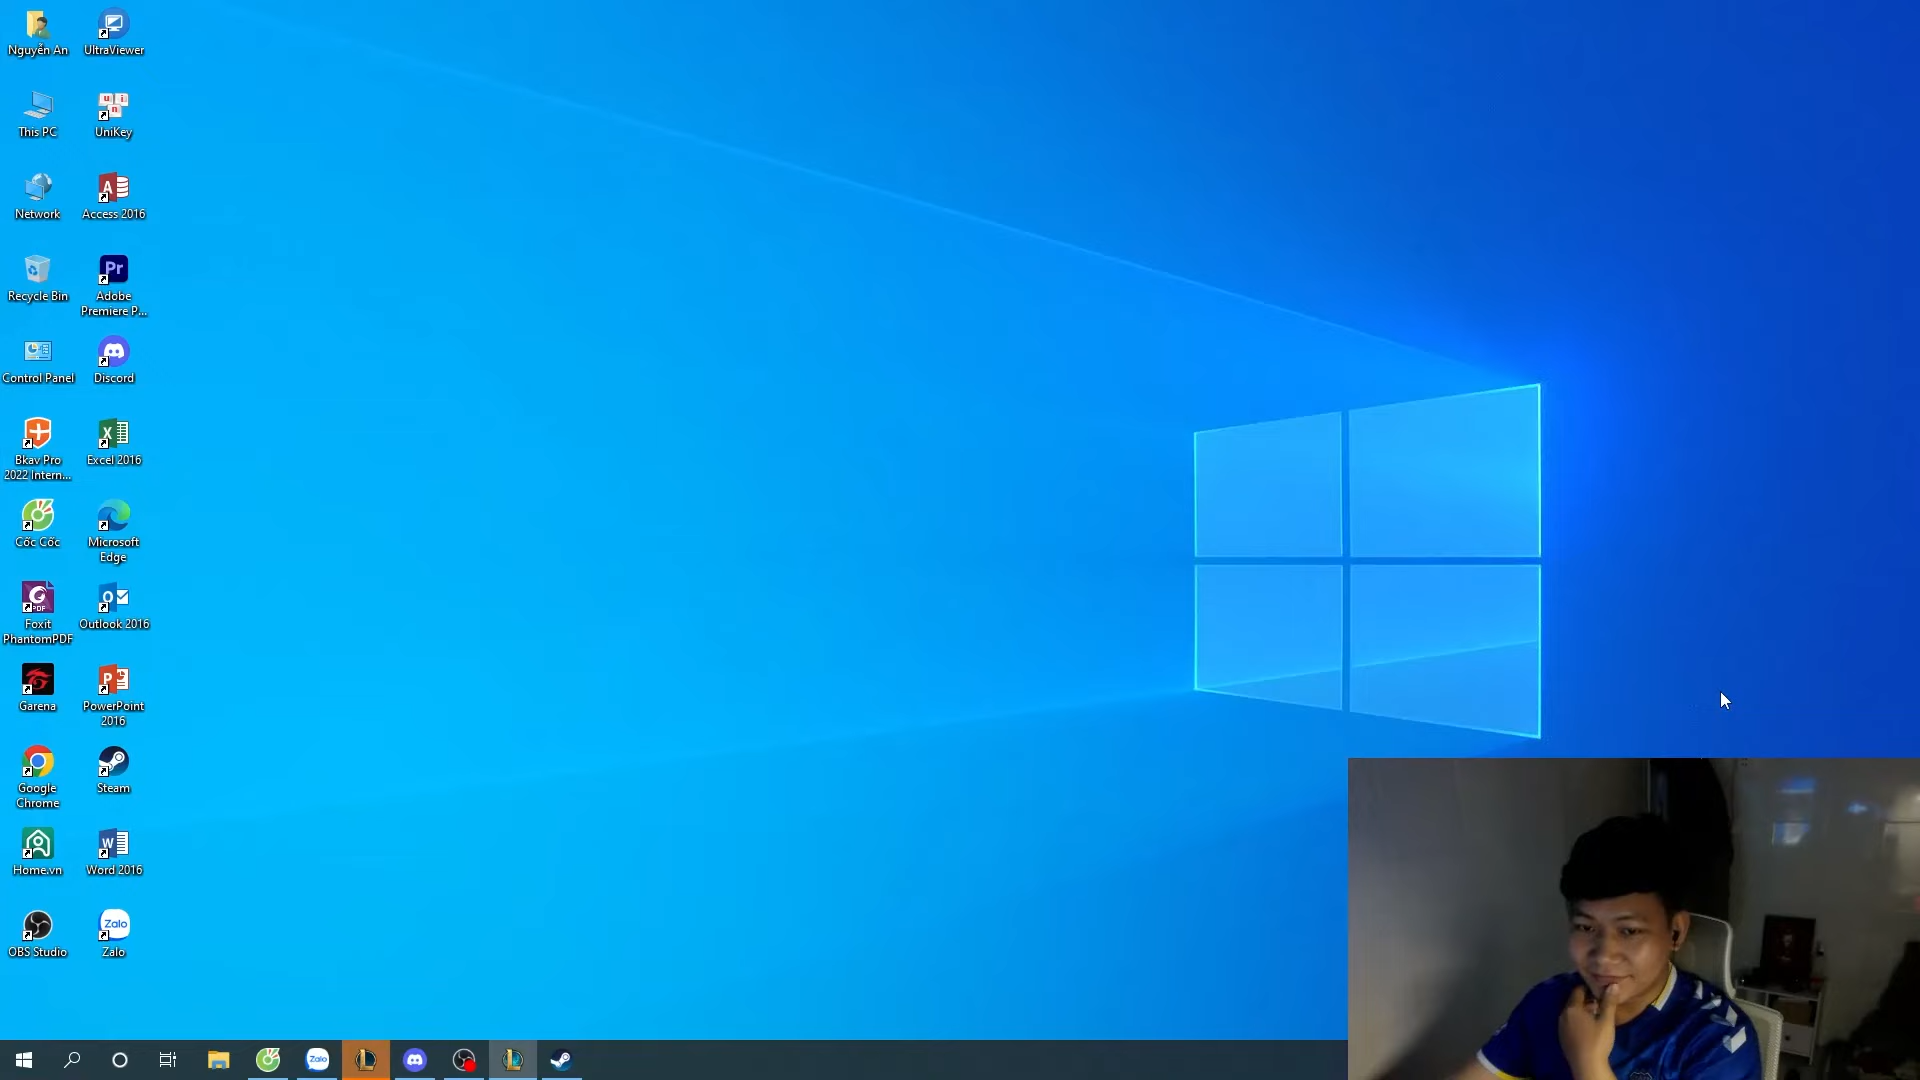 Nguyễn An
UltraViewer
This PC
UniKey
Network
Access 2016
Recycle Bin
Adobe
Premiere P...
Control Panel
Discord
Bkav Pro
2022 Intern...
Excel 2016
Cốc Cốc
Microsoft
Edge
Foxit
PhantomPDF
Outlook 2016
Garena
PowerPoint
2016
Google
Chrome
Steam
Home.vn
Word 2016
OBS Studio
Zalo
Zalo
Zalo